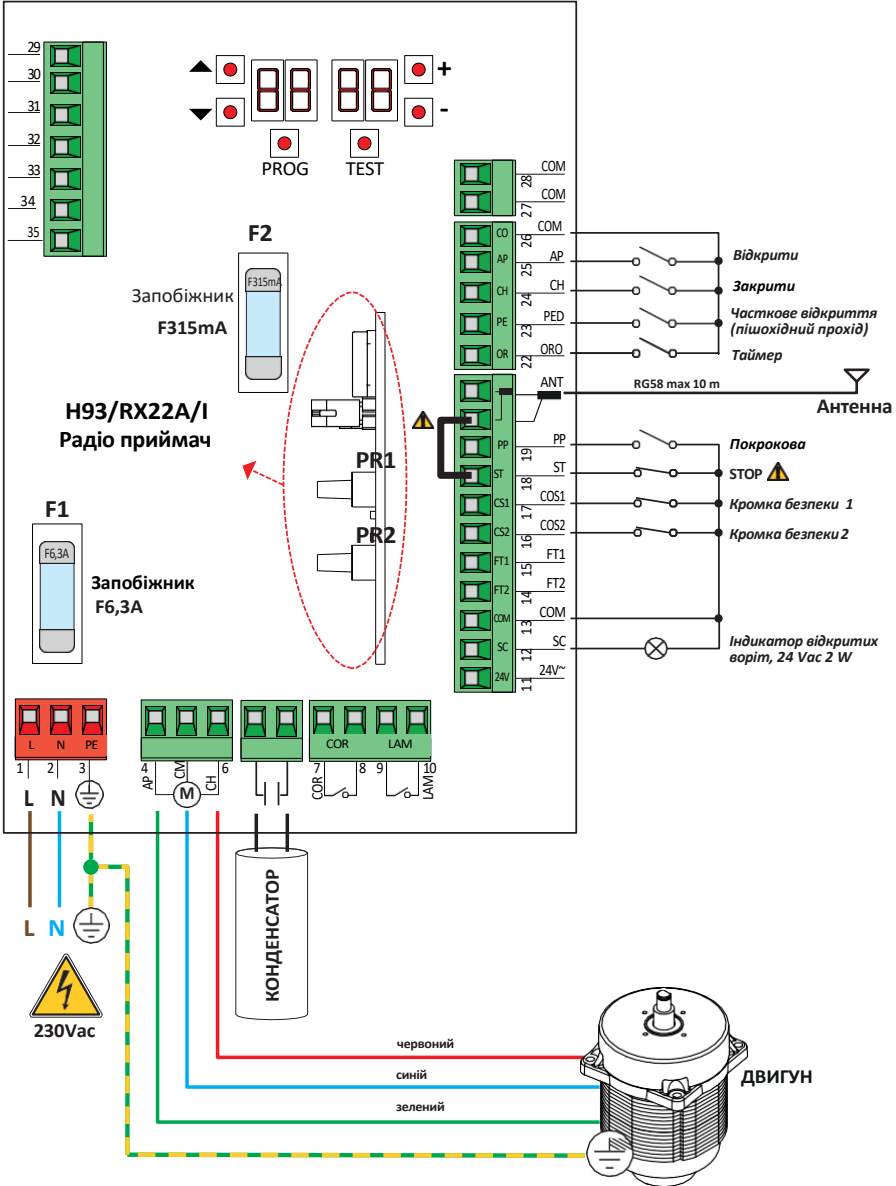 29
30
31
32
33
34
35
+
-
PROG
TEST
F2
F315mA
Запобіжник
F315mA
H93/RX22A/I
Радіо приймач
PR1
PR2
F1
F6,3A
Запобіжник
F6,3A
28 COM
27 COM
CO 26 COM
AP 25 AP
Відкрити
CH 24 CH
Закрити
PE 23 PED
Часткове відкриття
(пішохідний прохід)
OR 22 ORO
Таймер
ANT
RG58 max 10 m
Антенна
PP 19 PP
Покрокова
ST 18 ST
STOP
CS1 17 COS1
Кромка безпеки 1
CS2 16 COS2
Кромка безпеки 2
FT1 15 FT1
FT2 14 FT2
COM 13 COM
SC 12 SC
Індикатор відкритих
воріт, 24 Vac 2 W
24V 11 24V~
L N PE
COR LAM
1 2 3
4 AP CM CH 6
7 COR 8 9 10 LAM
M
L N
L N
230Vac
КОНДЕНСАТОР
червоний
синій
зелений
ДВИГУН